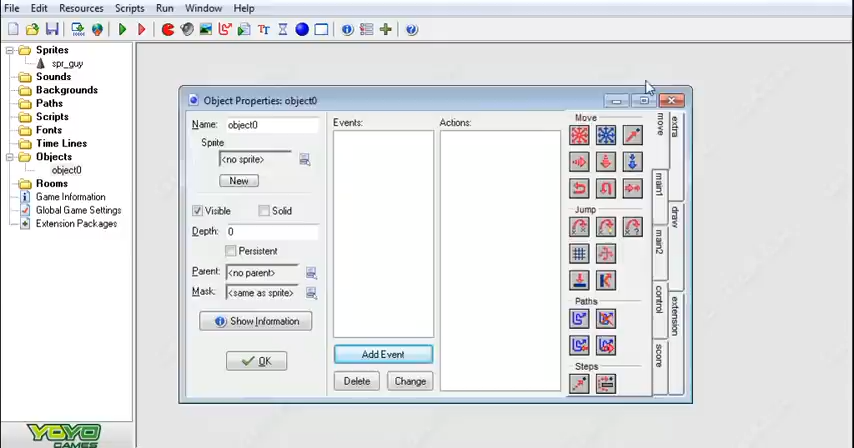 File Edit Resources Scripts Run Window Help
Sprites
spr_guy
Sounds
Backgrounds
Paths
Scripts
Fonts
Time Lines
Objects
object0
Rooms
Game Information
Global Game Settings
Extension Packages
YOYO
GAMES
Object Properties: object0
Name: object0
Sprite
<no sprite>
New
Visible Solid
Depth: 0
Persistent
Parent: <no parent>
Mask: <same as sprite>
Show Information
OK
Events:
Add Event
Delete Change
Actions:
Move
Jump
Paths
Steps
move
main1
main2
control
score
extra
draw
extension